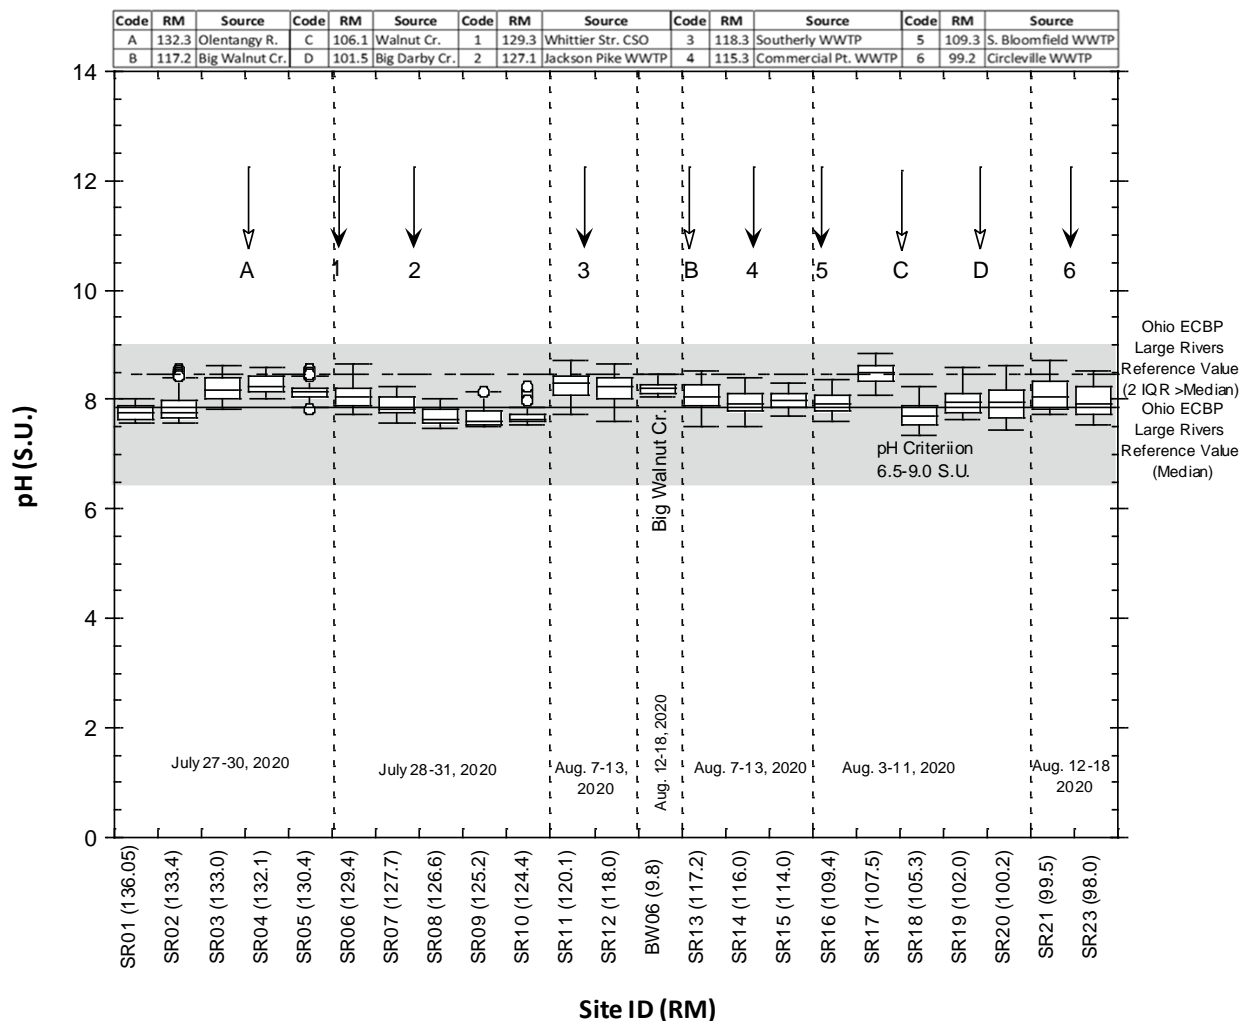 Code RM Source Code RM Source Code RM Source Code RM Source Code RM Source
A 132.3 Olentangy R. C 106.1 Walnut Cr. 1 129.3 Whittier Str. CSO 3 118.3 Southerly WWTP 5 109.3 S. Bloomfield WWTP
B 117.2 Big Walnut Cr. D 101.5 Big Darby Cr. 2 127.1 Jackson Pike WWTP 4 115.3 Commercial Pt. WWTP 6 99.2 Circleville WWTP
14
12
10
8
6
4
2
0
pH (S.U.)
A 1 2 3 B 4 5 C D 6
Ohio ECBP
Large Rivers
Reference Value
(2 IQR >Median)
Ohio ECBP
Large Rivers
Reference Value
(Median)
pH Criteriion
6.5-9.0 S.U.
Big Walnut Cr.
July 27-30, 2020
July 28-31, 2020
Aug. 7-13,
2020
Aug. 12-18, 2020
Aug. 7-13, 2020
Aug. 3-11, 2020
Aug. 12-18
2020
SR01 (136.05)
SR02 (133.4)
SR03 (133.0)
SR04 (132.1)
SR05 (130.4)
SR06 (129.4)
SR07 (127.7)
SR08 (126.6)
SR09 (125.2)
SR10 (124.4)
SR11 (120.1)
SR12 (118.0)
BW06 (9.8)
SR13 (117.2)
SR14 (116.0)
SR15 (114.0)
SR16 (109.4)
SR17 (107.5)
SR18 (105.3)
SR19 (102.0)
SR20 (100.2)
SR21 (99.5)
SR23 (98.0)
Site ID (RM)